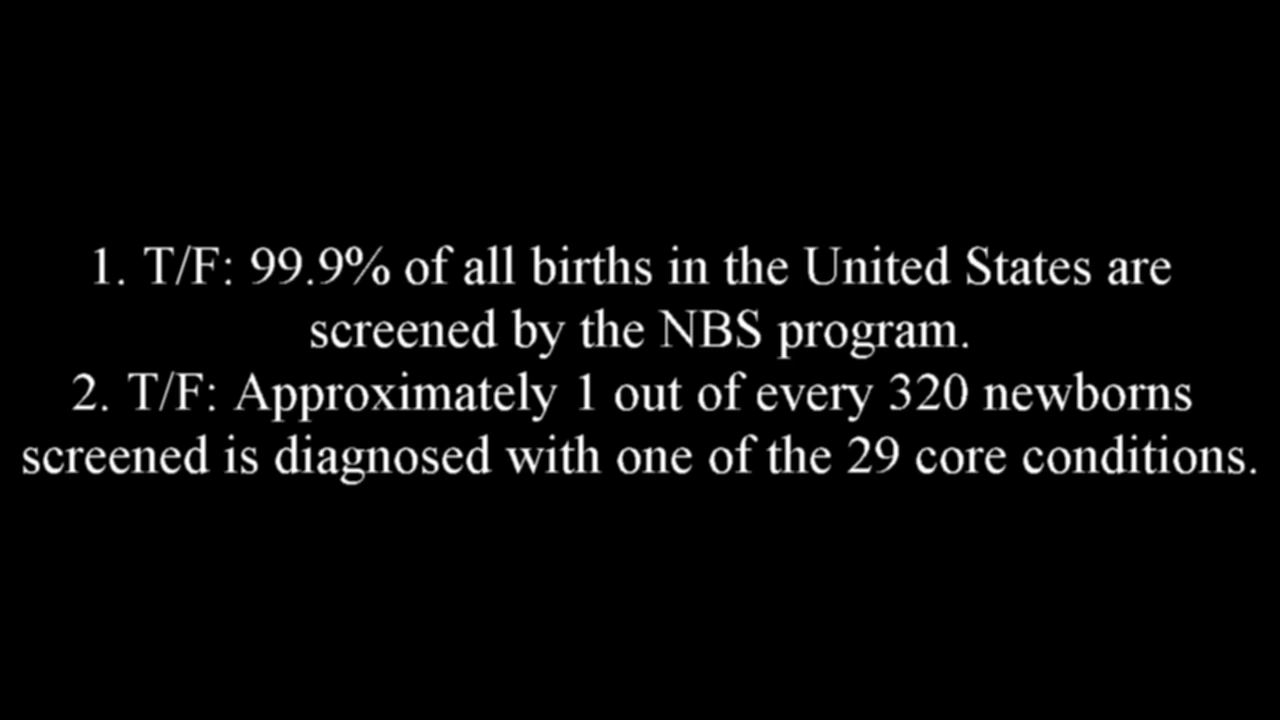 1. T/F: 99.9% of all births in the United States are
screened by the NBS program.
2. T/F: Approximately 1 out of every 320 newborns
screened is diagnosed with one of the 29 core conditions.